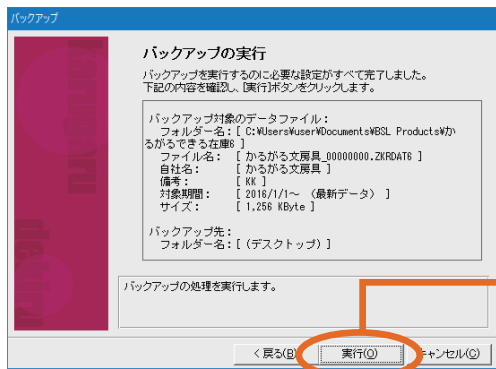 バックアップ
バックアップの実行
バックアップを実行するのに必要な設定がすべて完了しました。
下記の内容を確認し、[実行]ボタンをクリックします。
バックアップ対象のデータファイル：
フォルダー名：[ C:¥Users¥user¥Documents¥BSL Products¥か
るがるできる在庫6 ]
ファイル名： [ かるがる文房具_00000000.ZKRDAT6 ]
自社名： [ かるがる文房具 ]
備考： [ KK ]
対象期間： [ 2016/1/1～ （最新データ） ]
サイズ： [ 1,256 KByte ]
バックアップ先：
フォルダー名：[ (デスクトップ) ]
バックアップの処理を実行します。
< 戻る(B) 実行(O) キャンセル(C)